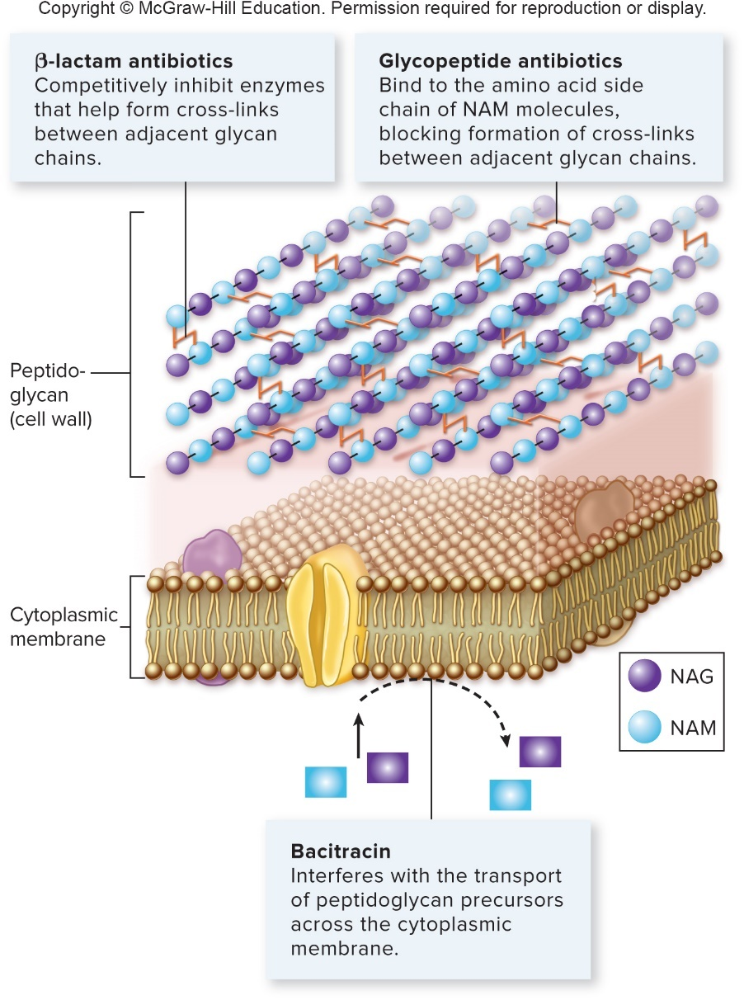 Copyright © McGraw-Hill Education. Permission required for reproduction or display.
β-lactam antibiotics
Competitively inhibit enzymes
that help form cross-links
between adjacent glycan
chains.
Glycopeptide antibiotics
Bind to the amino acid side
chain of NAM molecules,
blocking formation of cross-links
between adjacent glycan chains.
Peptido-
glycan
(cell wall)
Cytoplasmic
membrane
NAG
NAM
Bacitracin
Interferes with the transport
of peptidoglycan precursors
across the cytoplasmic
membrane.